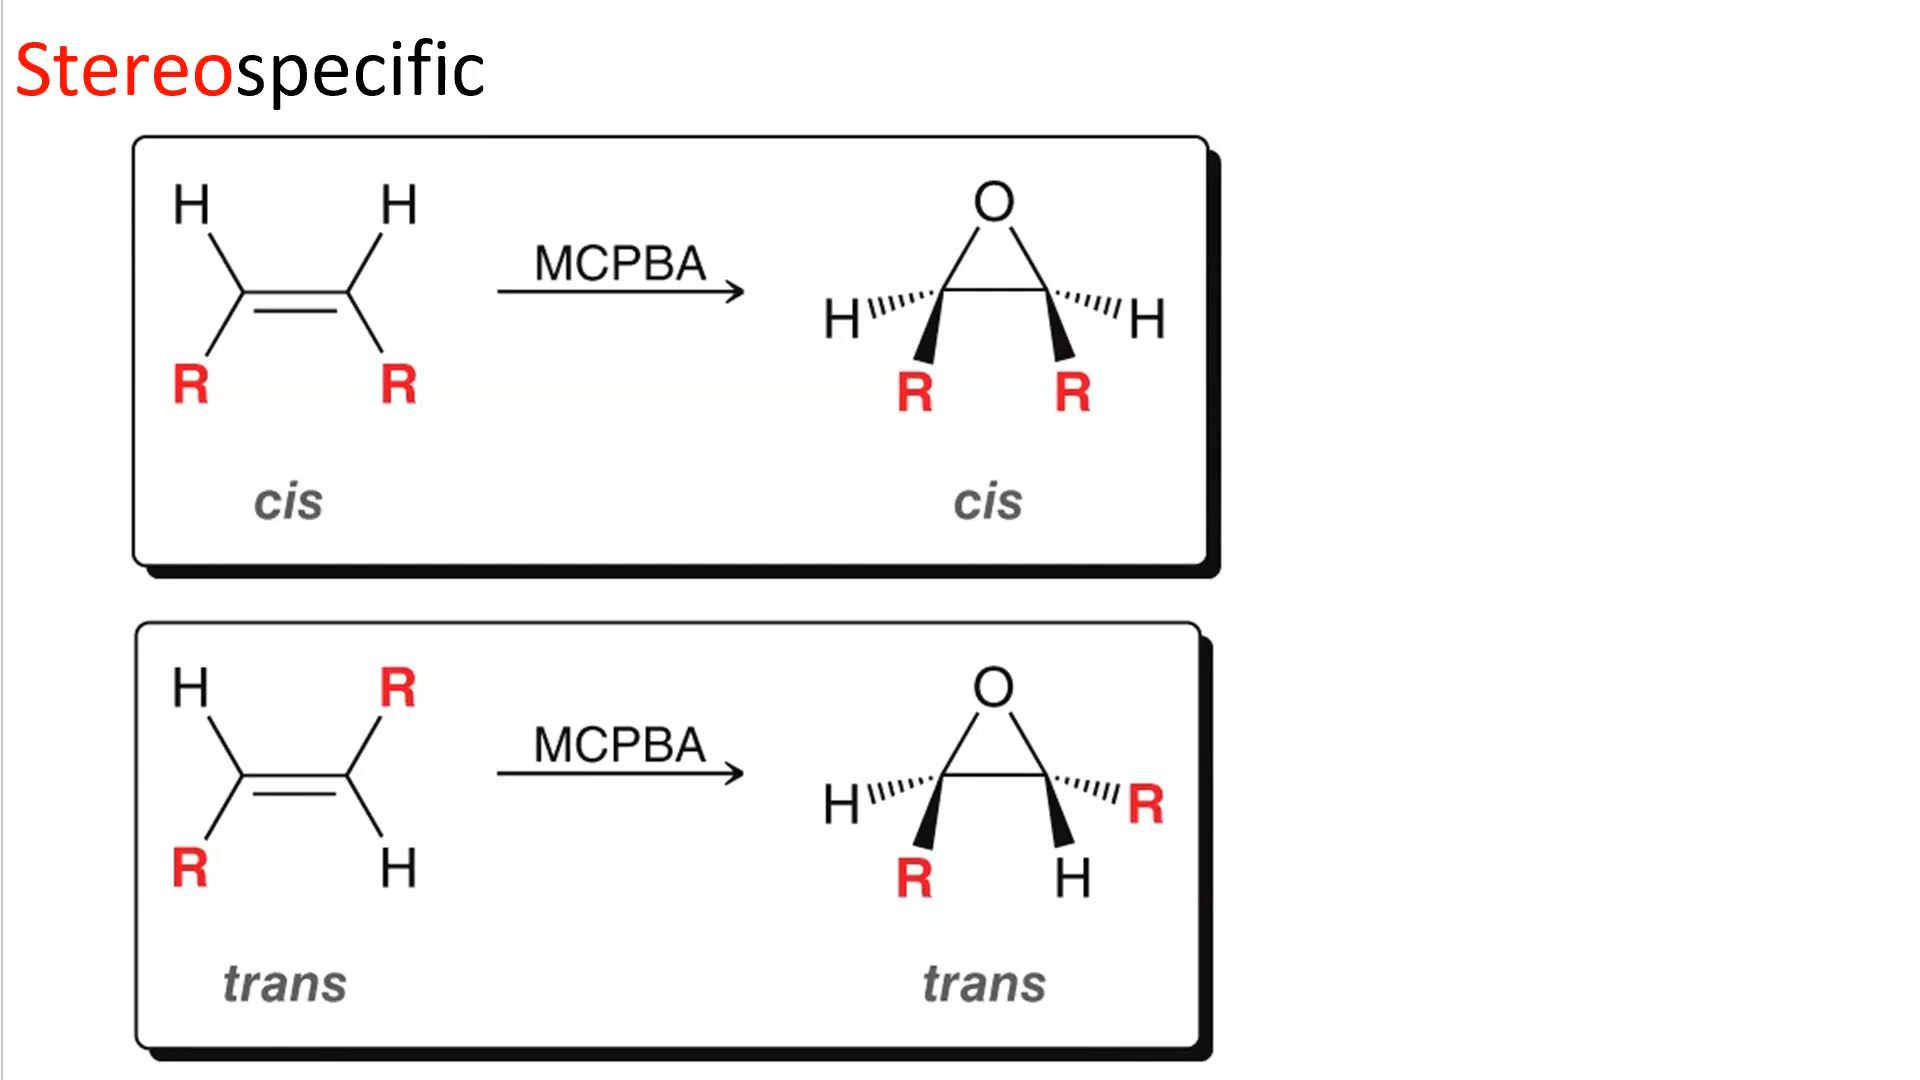 Stereospecific
H H O
MCPBA
H H
R R R R
cis cis
H R O
MCPBA
H R
R H R H
trans trans